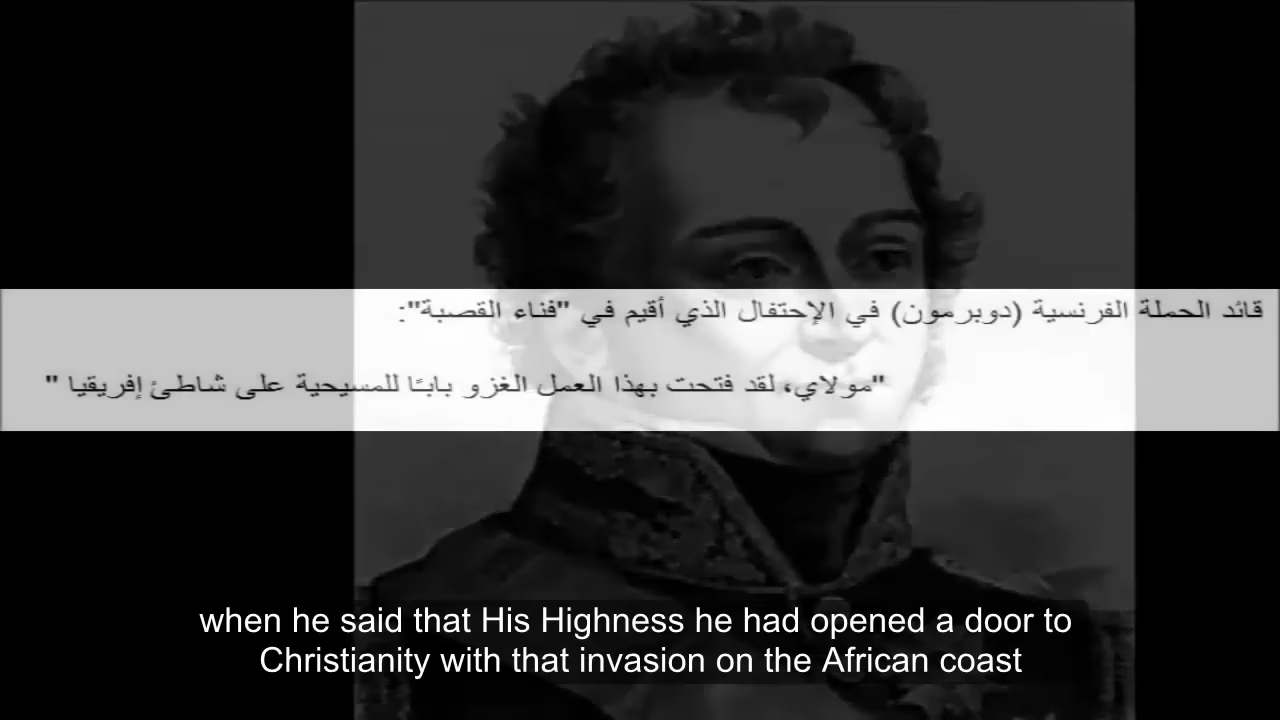 قائد الحملة الفرنسية (دوبرمون) في الإحتفال الذي أقيم في "فناء القصبة":
"مولاي، لقد فتحت بهذا العمل الغزو بابًا للمسيحية على شاطئ إفريقيا "
when he said that His Highness he had opened a door to
Christianity with that invasion on the African coast